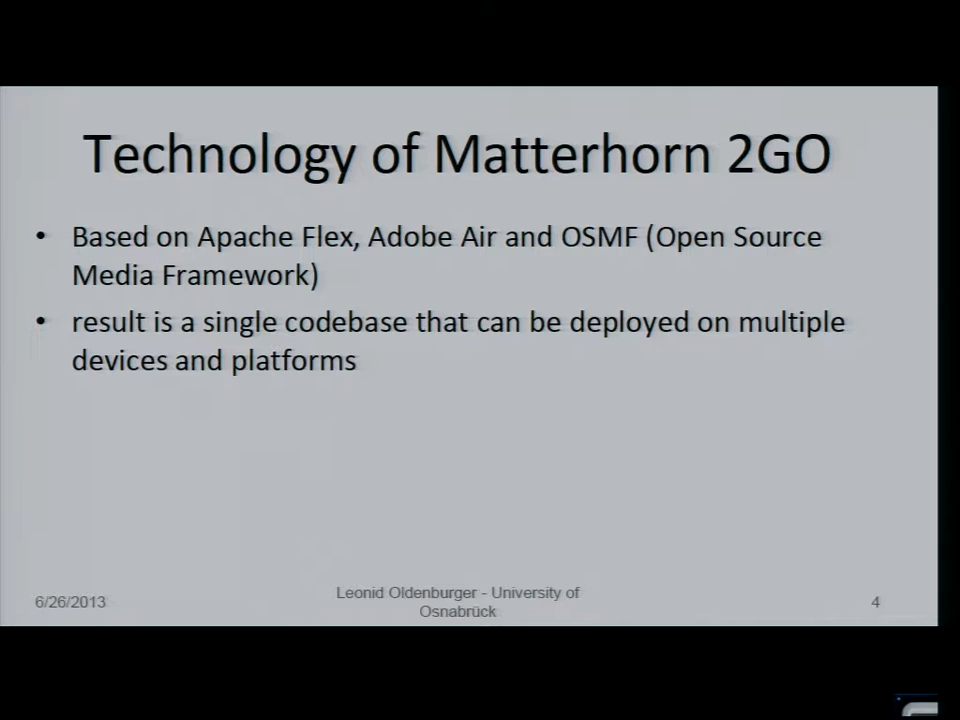 Technology of Matterhorn 2GO
• Based on Apache Flex, Adobe Air and OSMF (Open Source
Media Framework)
• result is a single codebase that can be deployed on multiple
devices and platforms
6/26/2013
Leonid Oldenburger - University of
Osnabrück
4